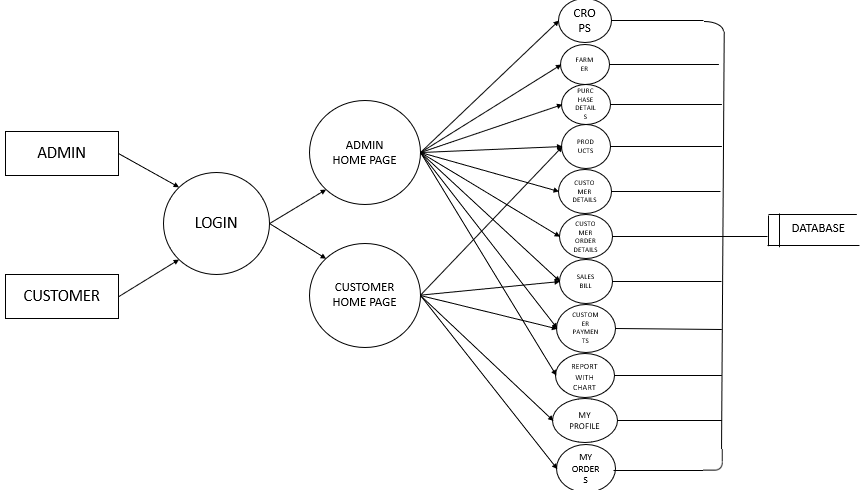 ADMIN
CUSTOMER
LOGIN
ADMIN
HOME PAGE
CUSTOMER
HOME PAGE
CRO
PS
FARM
ER
PURC
HASE
DETAIL
S
PROD
UCTS
CUSTO
MER
DETAILS
CUSTO
MER
ORDER
DETAILS
SALES
BILL
CUSTOM
ER
PAYMEN
TS
REPORT
WITH
CHART
MY
PROFILE
MY
ORDER
S
DATABASE